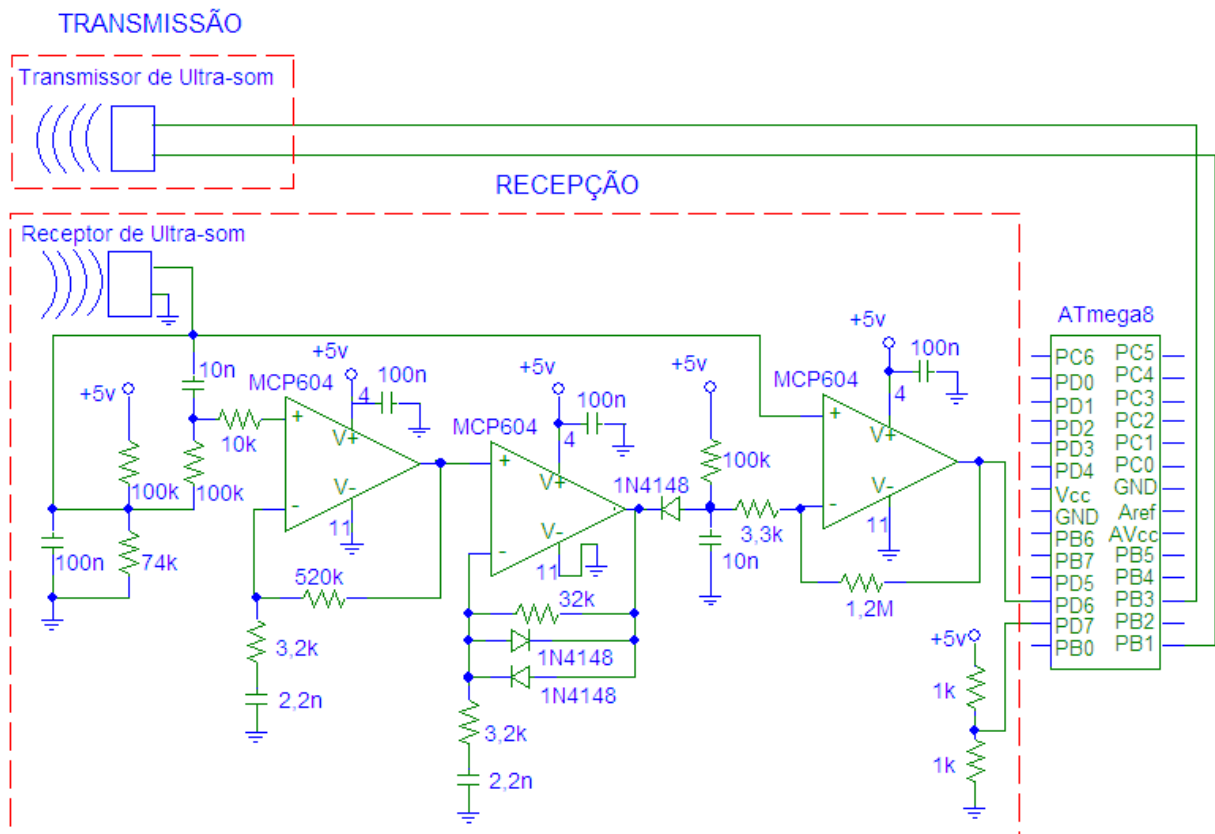 TRANSMISSÃO
Transmissor de Ultra-som
RECEPÇÃO
Receptor de Ultra-som
+5v
100k
74k
100n
10n
100k
10k
MCP604
+
-
V+
V-
4
11
+5v
100n
520k
3,2k
2,2n
MCP604
+
-
V+
V-
4
11
+5v
100n
32k
1N4148
1N4148
3,2k
2,2n
1N4148
+5v
100k
10n
3,3k
MCP604
+
-
V+
V-
4
11
+5v
100n
1,2M
+5v
1k
1k
ATmega8
PC6 PC5
PD0 PC4
PD1 PC3
PD2 PC2
PD3 PC1
PD4 PC0
Vcc GND
GND Aref
PB6 AVcc
PB7 PB5
PD5 PB4
PD6 PB3
PD7 PB2
PB0 PB1